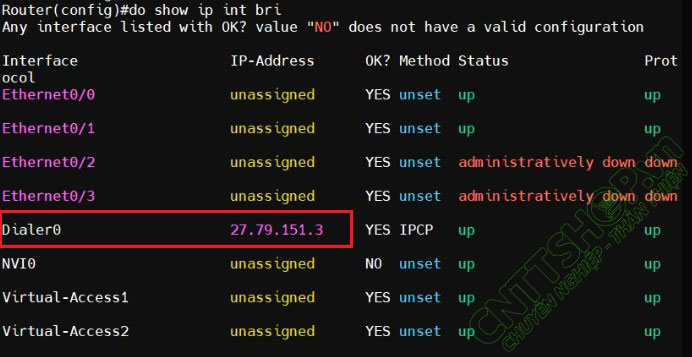 Router(config)#do show ip int bri
Any interface listed with OK? value "NO" does not have a valid configuration
Interface IP-Address OK? Method Status Prot
ocol
Ethernet0/0 unassigned YES unset up up
Ethernet0/1 unassigned YES unset up up
Ethernet0/2 unassigned YES unset administratively down down
Ethernet0/3 unassigned YES unset administratively down down
Dialer0 27.79.151.3 YES IPCP up up
NVI0 unassigned NO unset up up
Virtual-Access1 unassigned YES unset up up
Virtual-Access2 unassigned YES unset up up
CNTTSHOP.VN
CHUYÊN NGHIỆP - THÂN THIỆN